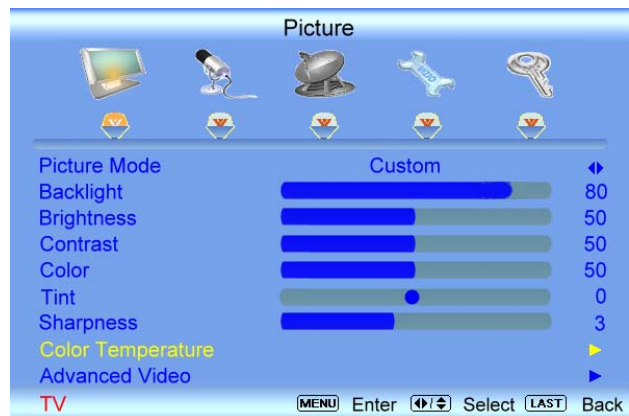 Picture
VIZIO
Picture Mode Custom
Backlight 80
Brightness 50
Contrast 50
Color 50
Tint 0
Sharpness 3
Color Temperature
Advanced Video
TV MENU Enter Select LAST Back